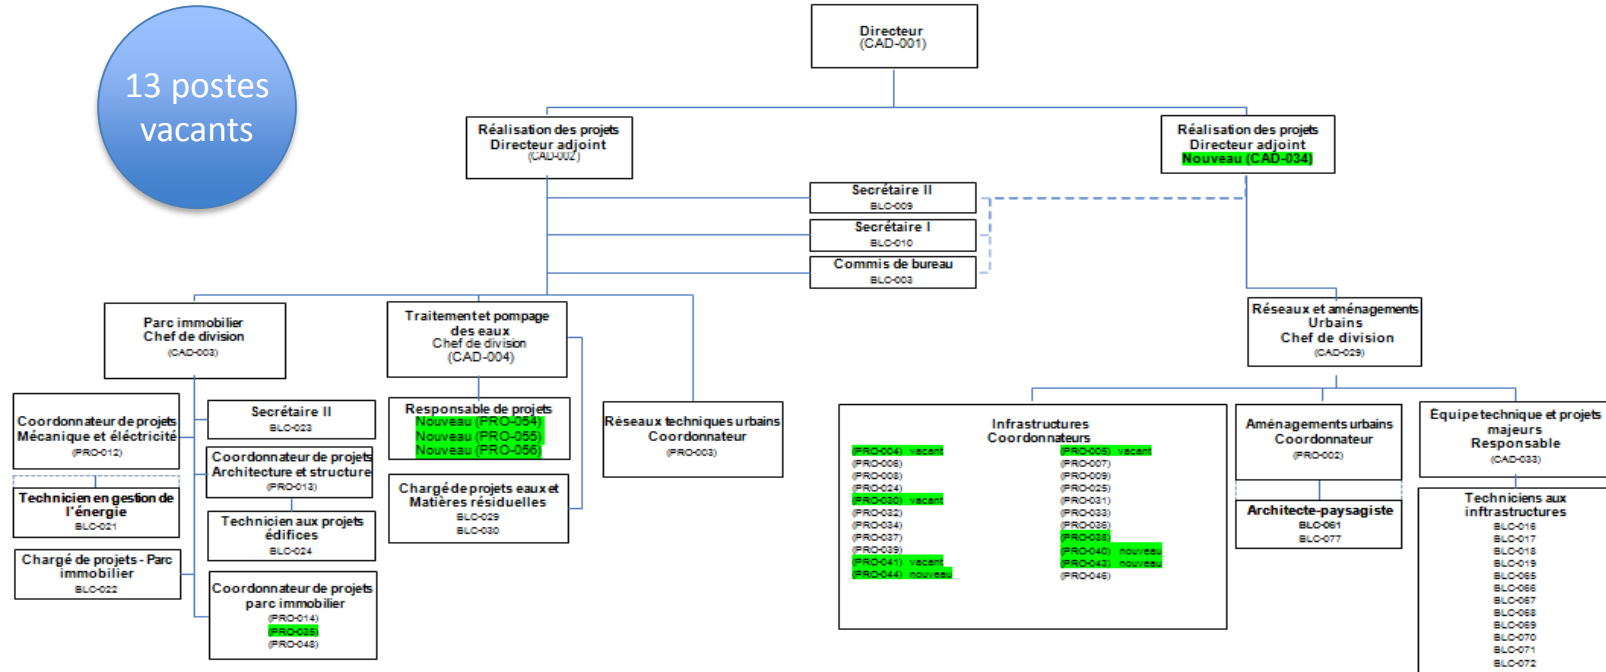 13 postes
vacants
Directeur
(CAD-001)
Réalisation des projets
Directeur adjoint
(CAD-002)
Réalisation des projets
Directeur adjoint
Nouveau (CAD-034)
Secrétaire II
BLC-009
Secrétaire I
BLC-010
Commis de bureau
BLC-003
Parc immobilier
Chef de division
(CAD-003)
Traitement et pompage
des eaux
Chef de division
(CAD-004)
Réseaux et aménagements
Urbains
Chef de division
(CAD-029)
Coordonnateur de projets
Mécanique et éléctricité
(PRO-012)
Secrétaire II
BLC-023
Coordonnateur de projets
Architecture et structure
(PRO-013)
Technicien en gestion de
l'énergie
BLC-021
Technicien aux projets
édifices
BLC-024
Chargé de projets - Parc
immobilier
BLC-022
Coordonnateur de projets
parc immobilier
(PRO-014)
(PRO-035)
(PRO-048)
Responsable de projets
Nouveau (PRO-054)
Nouveau (PRO-055)
Nouveau (PRO-056)
Chargé de projets eaux et
Matières résiduelles
BLC-029
BLC-030
Réseaux techniques urbains
Coordonnateur
(PRO-003)
Infrastructures
Coordonnateurs
(PRO-004) vacant
(PRO-006)
(PRO-008)
(PRO-024)
(PRO-030) vacant
(PRO-032)
(PRO-034)
(PRO-037)
(PRO-039)
(PRO-041) vacant
(PRO-044) nouveau
(PRO-005) vacant
(PRO-007)
(PRO-009)
(PRO-025)
(PRO-031)
(PRO-033)
(PRO-036)
(PRO-038)
(PRO-040) nouveau
(PRO-043) nouveau
(PRO-046)
Aménagements urbains
Coordonnateur
(PRO-002)
Architecte-paysagiste
BLC-061
BLC-077
Équipe technique et projets
majeurs
Responsable
(CAD-033)
Techniciens aux
inftrastructures
BLC-016
BLC-017
BLC-018
BLC-019
BLC-065
BLC-066
BLC-067
BLC-068
BLC-069
BLC-070
BLC-071
BLC-072